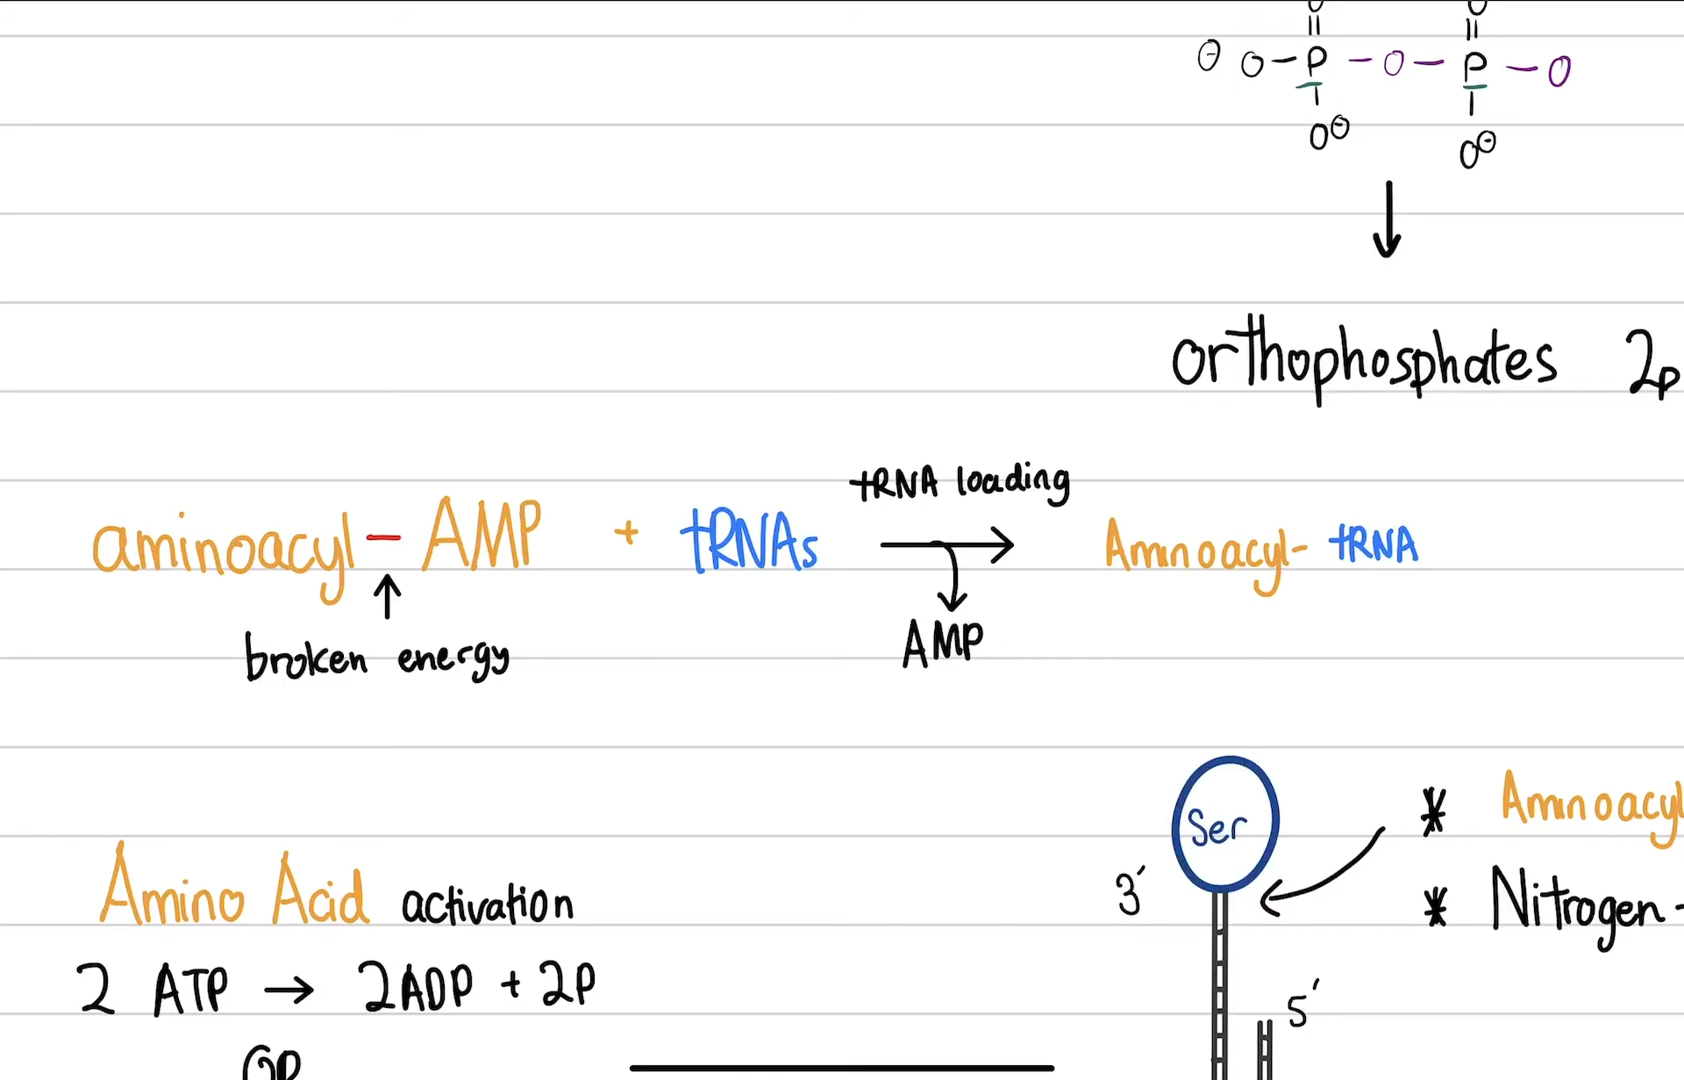 O O
|| ||
⊖ O-P-O-P-O
O⊖ O⊖
orthophosphates 2p
tRNA loading
aminoacyl-AMP + tRNAs → Aminoacyl-tRNA
broken energy
AMP
Ser
* Aminoacyl
3′
Amino Acid activation
* Nitrogen-
2 ATP → 2ADP + 2P
5′
OR